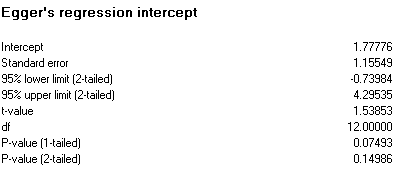 Egger's regression intercept
Intercept 1.77776
Standard error 1.15549
95% lower limit (2-tailed) -0.73984
95% upper limit (2-tailed) 4.29535
t-value 1.53853
df 12.00000
P-value (1-tailed) 0.07493
P-value (2-tailed) 0.14986